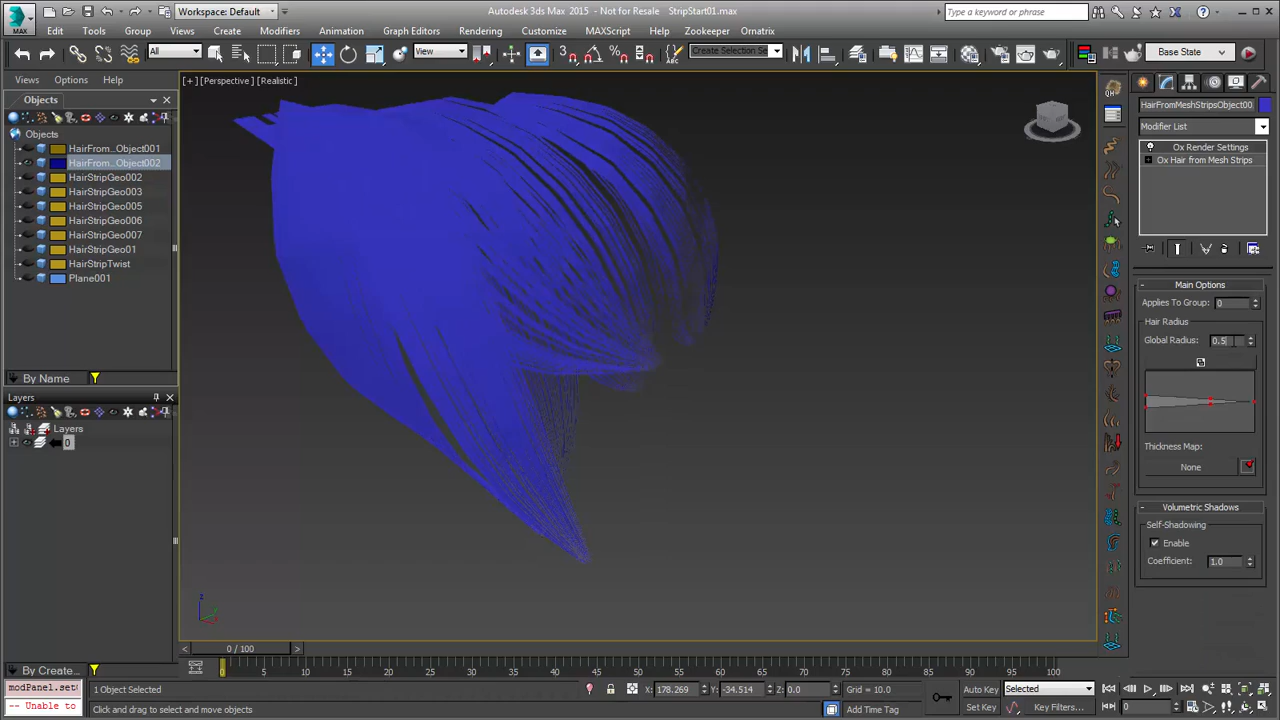 Workspace: Default
Autodesk 3ds Max 2015 - Not for Resale   StripStart01.max
Type a keyword or phrase
MAX
Edit Tools Group Views Create Modifiers Animation Graph Editors Rendering Customize MAXScript Help Zookeeper Ornatrix
All
View
Create Selection Se
Base State
Views Options Help
[+] [Perspective] [Realistic]
Objects
Objects
HairFrom...Object001
HairFrom...Object002
HairStripGeo002
HairStripGeo003
HairStripGeo005
HairStripGeo006
HairStripGeo007
HairStripGeo01
HairStripTwist
Plane001
By Name
Layers
Layers
0
By Create...
HairFromMeshStripsObject00
Modifier List
Ox Render Settings
Ox Hair from Mesh Strips
Main Options
Applies To Group: 0
Hair Radius
Global Radius: 0.5
Thickness Map:
None
Volumetric Shadows
Self-Shadowing
Enable
Coefficient: 1.0
0 / 100
0 5 10 15 20 25 30 35 40 45 50 55 60 65 70 75 80 85 90 95 100
modPanel.set(
-- Unable to
1 Object Selected
X: 178.269 Y: -34.514 Z: 0.0 Grid = 10.0
Auto Key Selected
Click and drag to select and move objects
Add Time Tag
Set Key Key Filters...
0